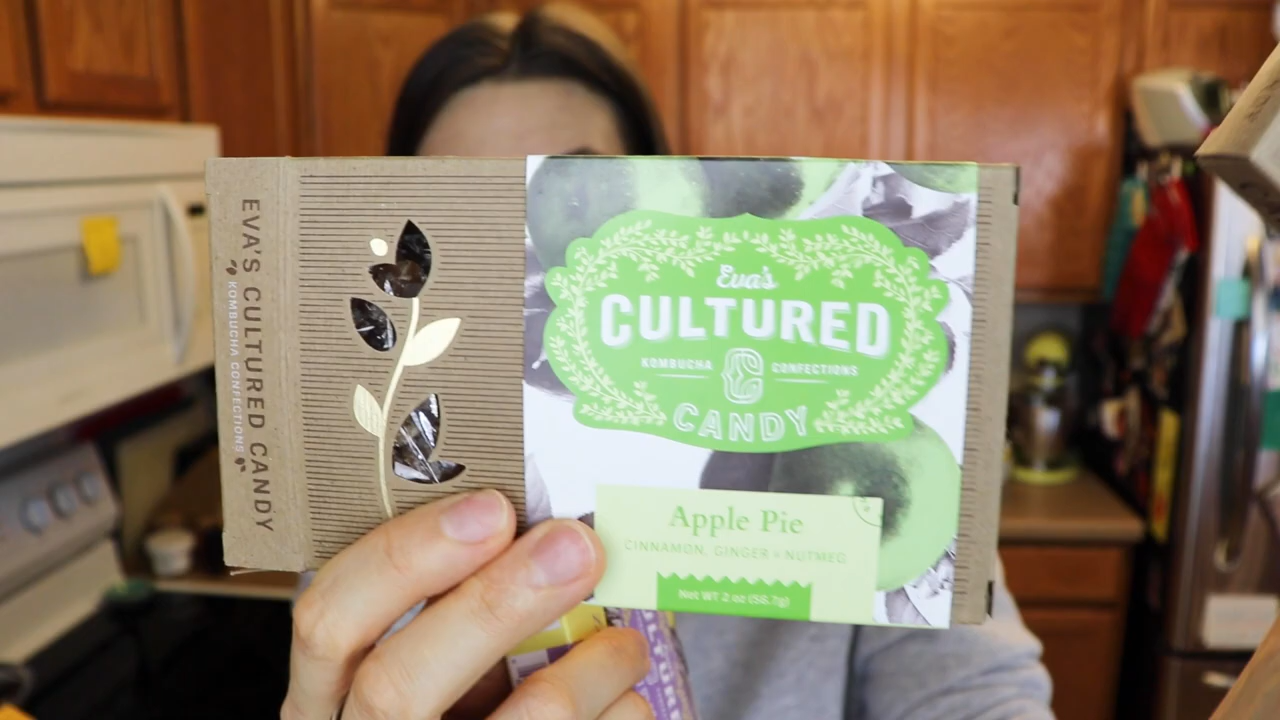 EVA'S CULTURED CANDY
KOMBUCHA CONFECTIONS
Eva's
CULTURED
KOMBUCHA C CONFECTIONS
CANDY
Apple Pie
CINNAMON, GINGER + NUTMEG
Net WT 2 oz (56.7g)